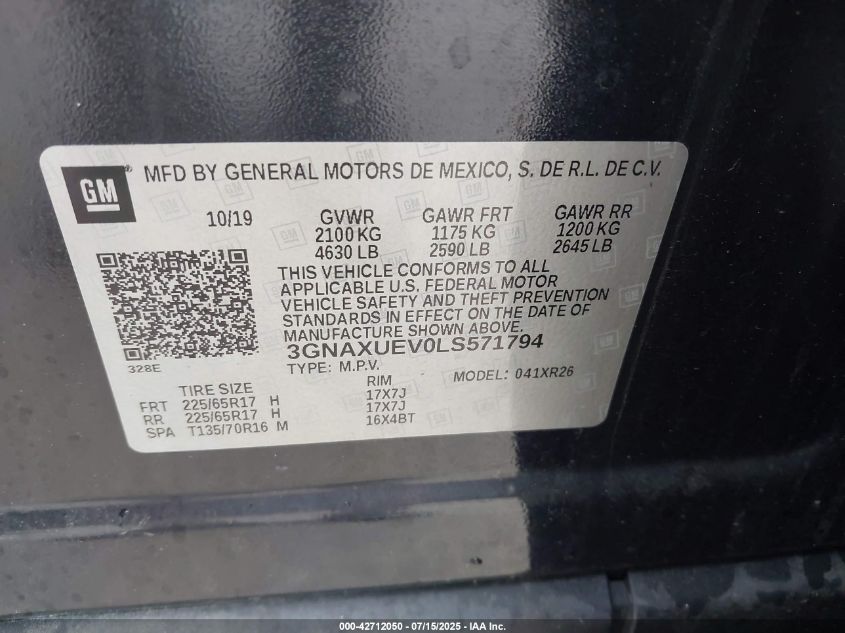 GM ® MFD BY GENERAL MOTORS DE MEXICO, S. DE R.L. DE C.V.
10/19 GVWR GAWR FRT GAWR RR
2100 KG 1175 KG 1200 KG
4630 LB 2590 LB 2645 LB
THIS VEHICLE CONFORMS TO ALL
APPLICABLE U.S. FEDERAL MOTOR
VEHICLE SAFETY AND THEFT PREVENTION
STANDARDS IN EFFECT ON THE DATE OF
MANUFACTURE SHOWN ABOVE.
3GNAXUEV0LS571794
328E
TYPE: M.P.V. MODEL: 041XR26
TIRE SIZE RIM
FRT 225/65R17 H 17X7J
RR 225/65R17 H 17X7J
SPA T135/70R16 M 16X4BT
000-42712050 - 07/15/2025 - IAA Inc.